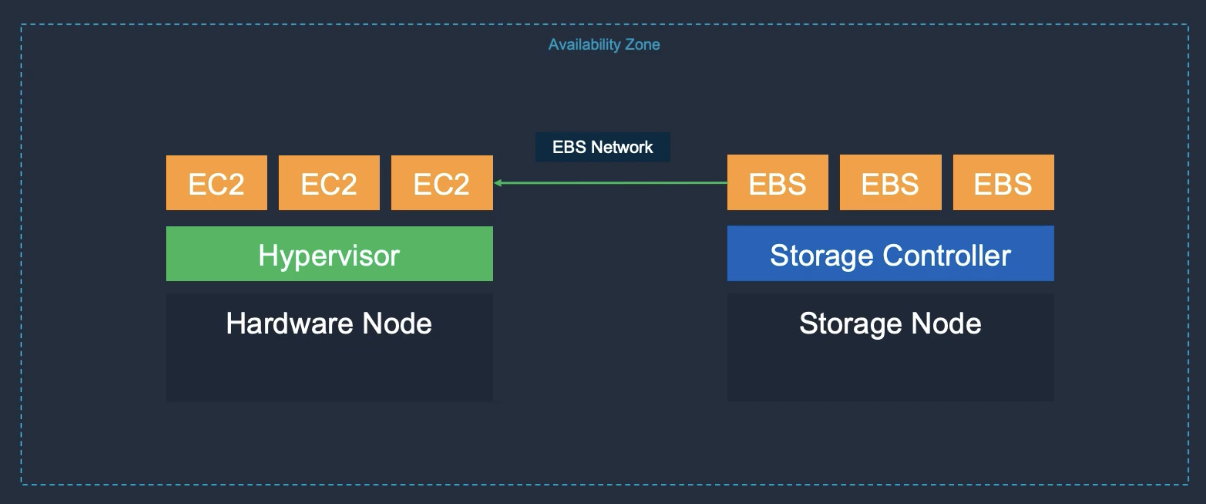 Availability Zone
EBS Network
EC2 EC2 EC2
EBS EBS EBS
Hypervisor
Storage Controller
Hardware Node
Storage Node